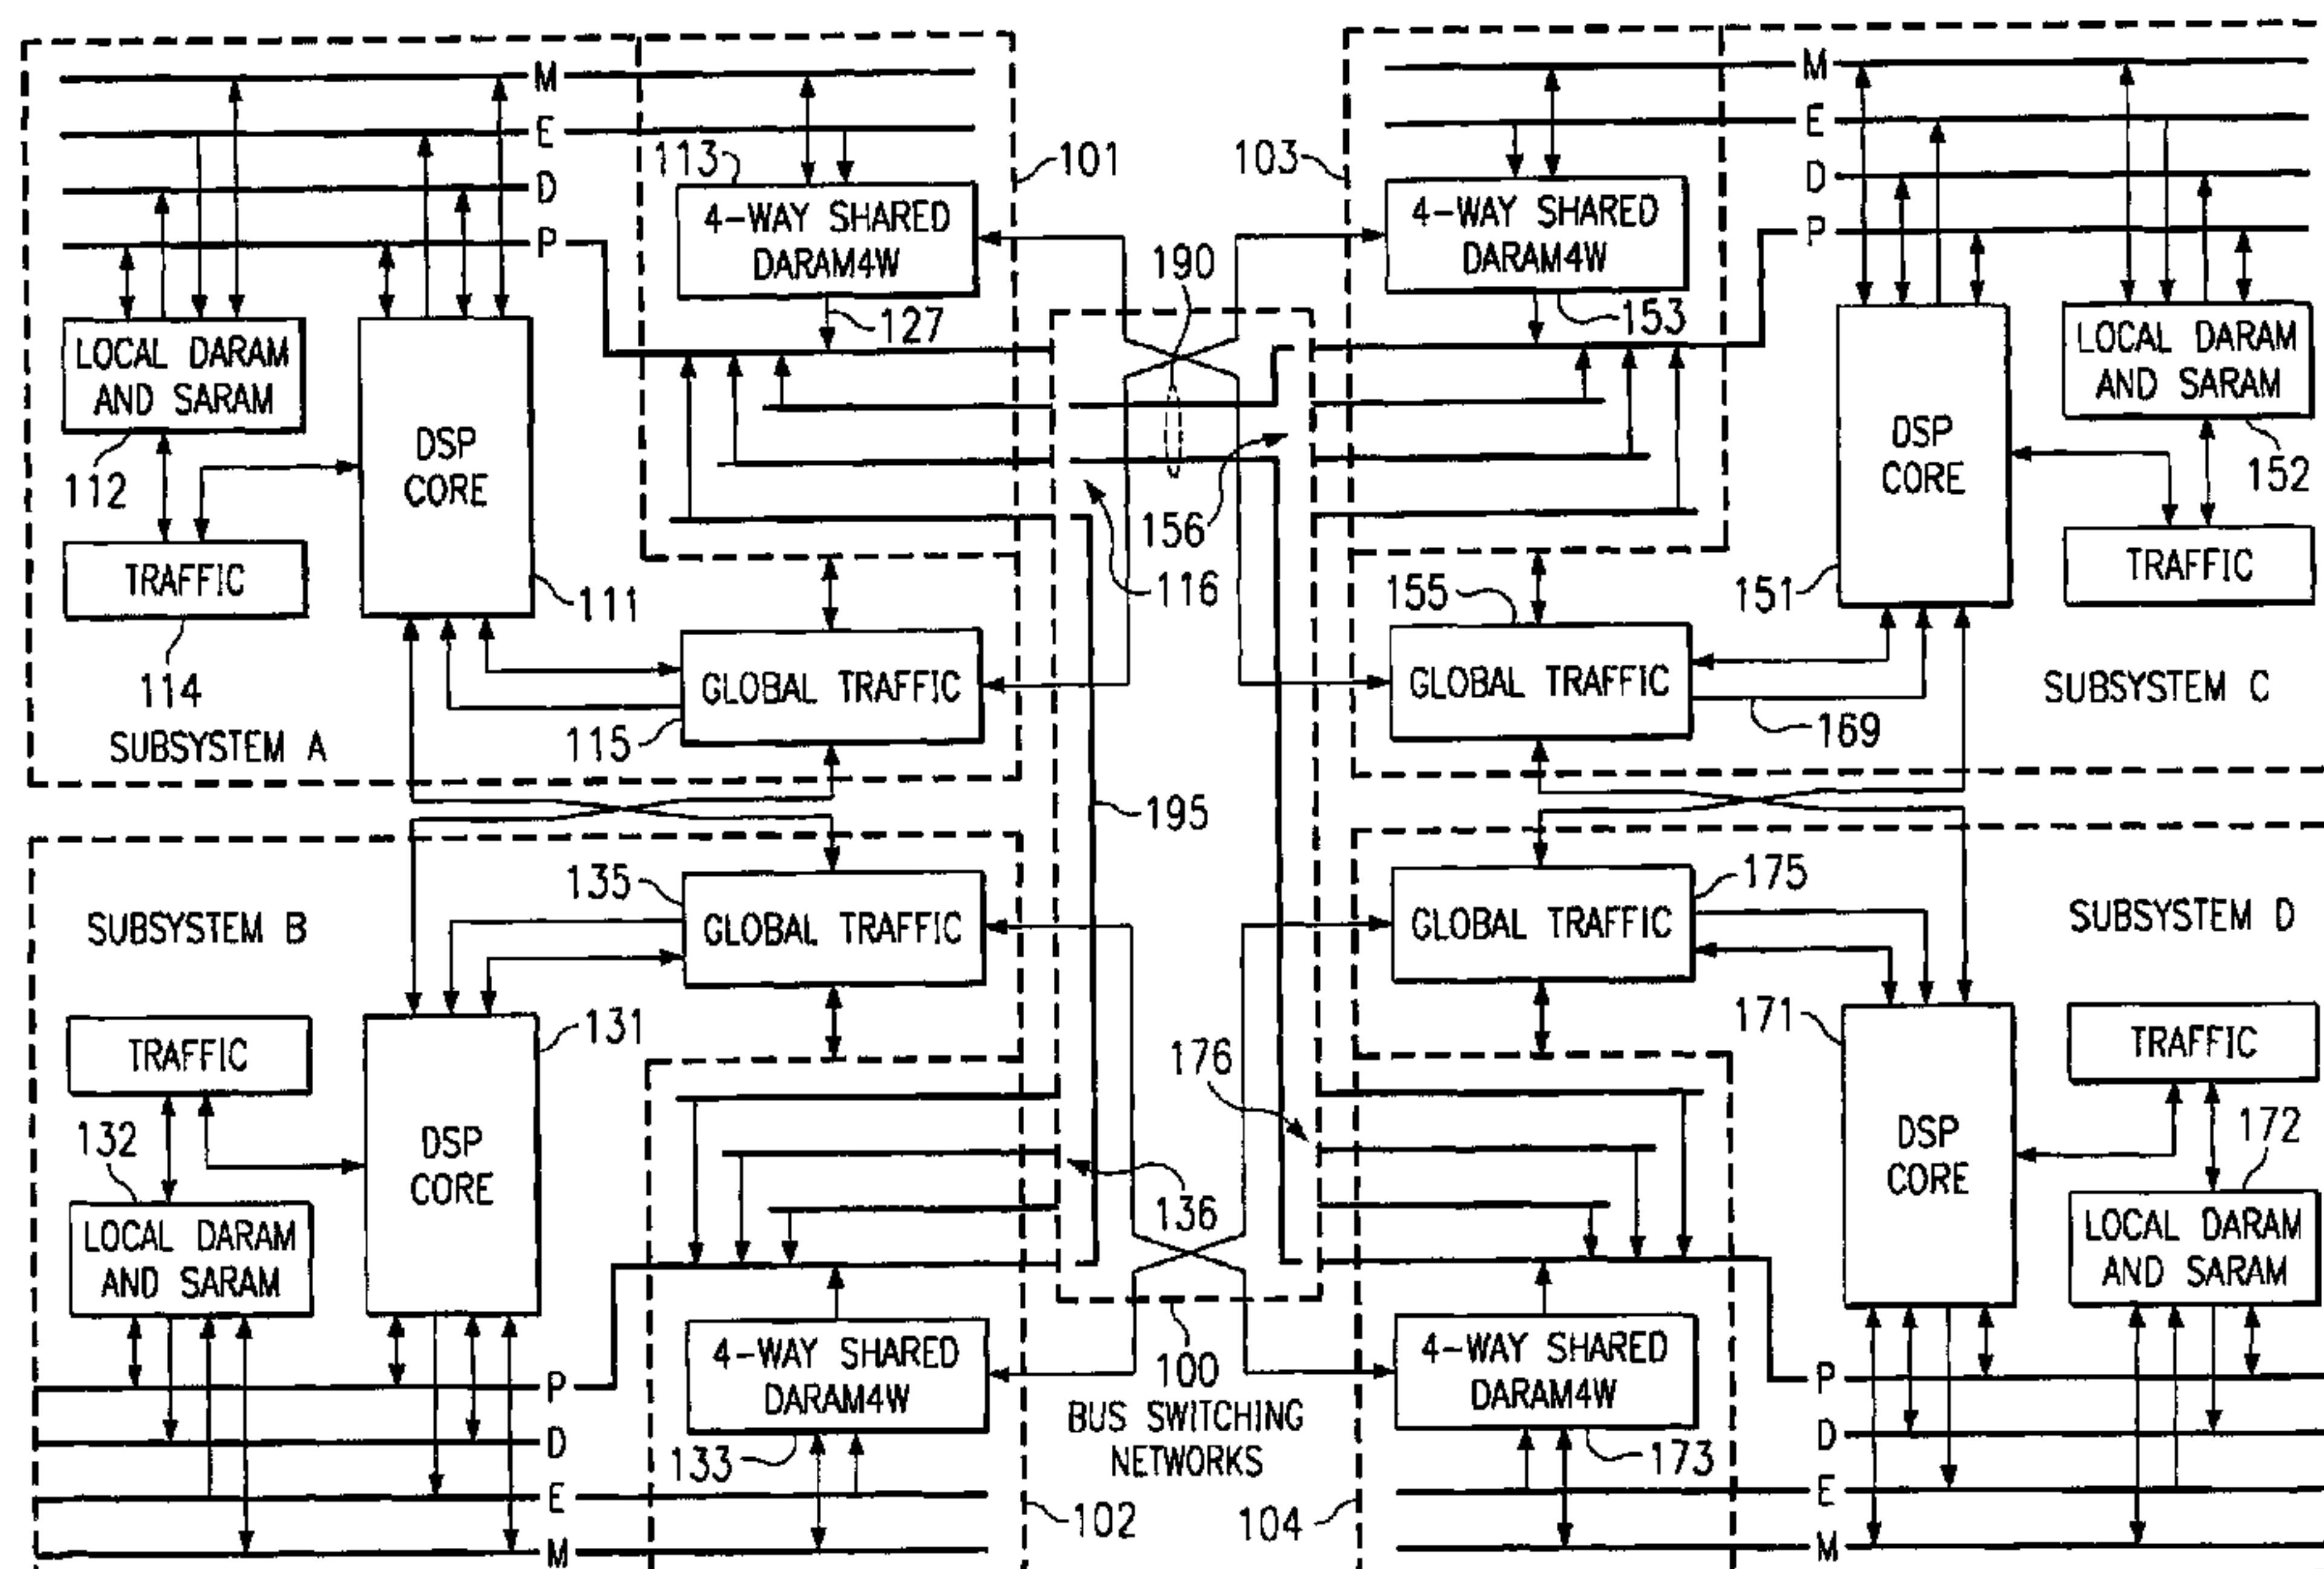 M
E
D
P
113
101
4-WAY SHARED
DARAM4W
127
LOCAL DARAM
AND SARAM
112
DSP
CORE
TRAFFIC
114
111
GLOBAL TRAFFIC
115
SUBSYSTEM A
190
116
156
195
103
M
E
D
P
4-WAY SHARED
DARAM4W
153
LOCAL DARAM
AND SARAM
152
DSP
CORE
151
TRAFFIC
155
GLOBAL TRAFFIC
169
SUBSYSTEM C
SUBSYSTEM B
135
GLOBAL TRAFFIC
131
TRAFFIC
132
DSP
CORE
LOCAL DARAM
AND SARAM
P
D
E
M
4-WAY SHARED
DARAM4W
133
102
136
176
100
BUS SWITCHING
NETWORKS
104
175
GLOBAL TRAFFIC
SUBSYSTEM D
171
DSP
CORE
TRAFFIC
172
LOCAL DARAM
AND SARAM
4-WAY SHARED
DARAM4W
173
P
D
E
M